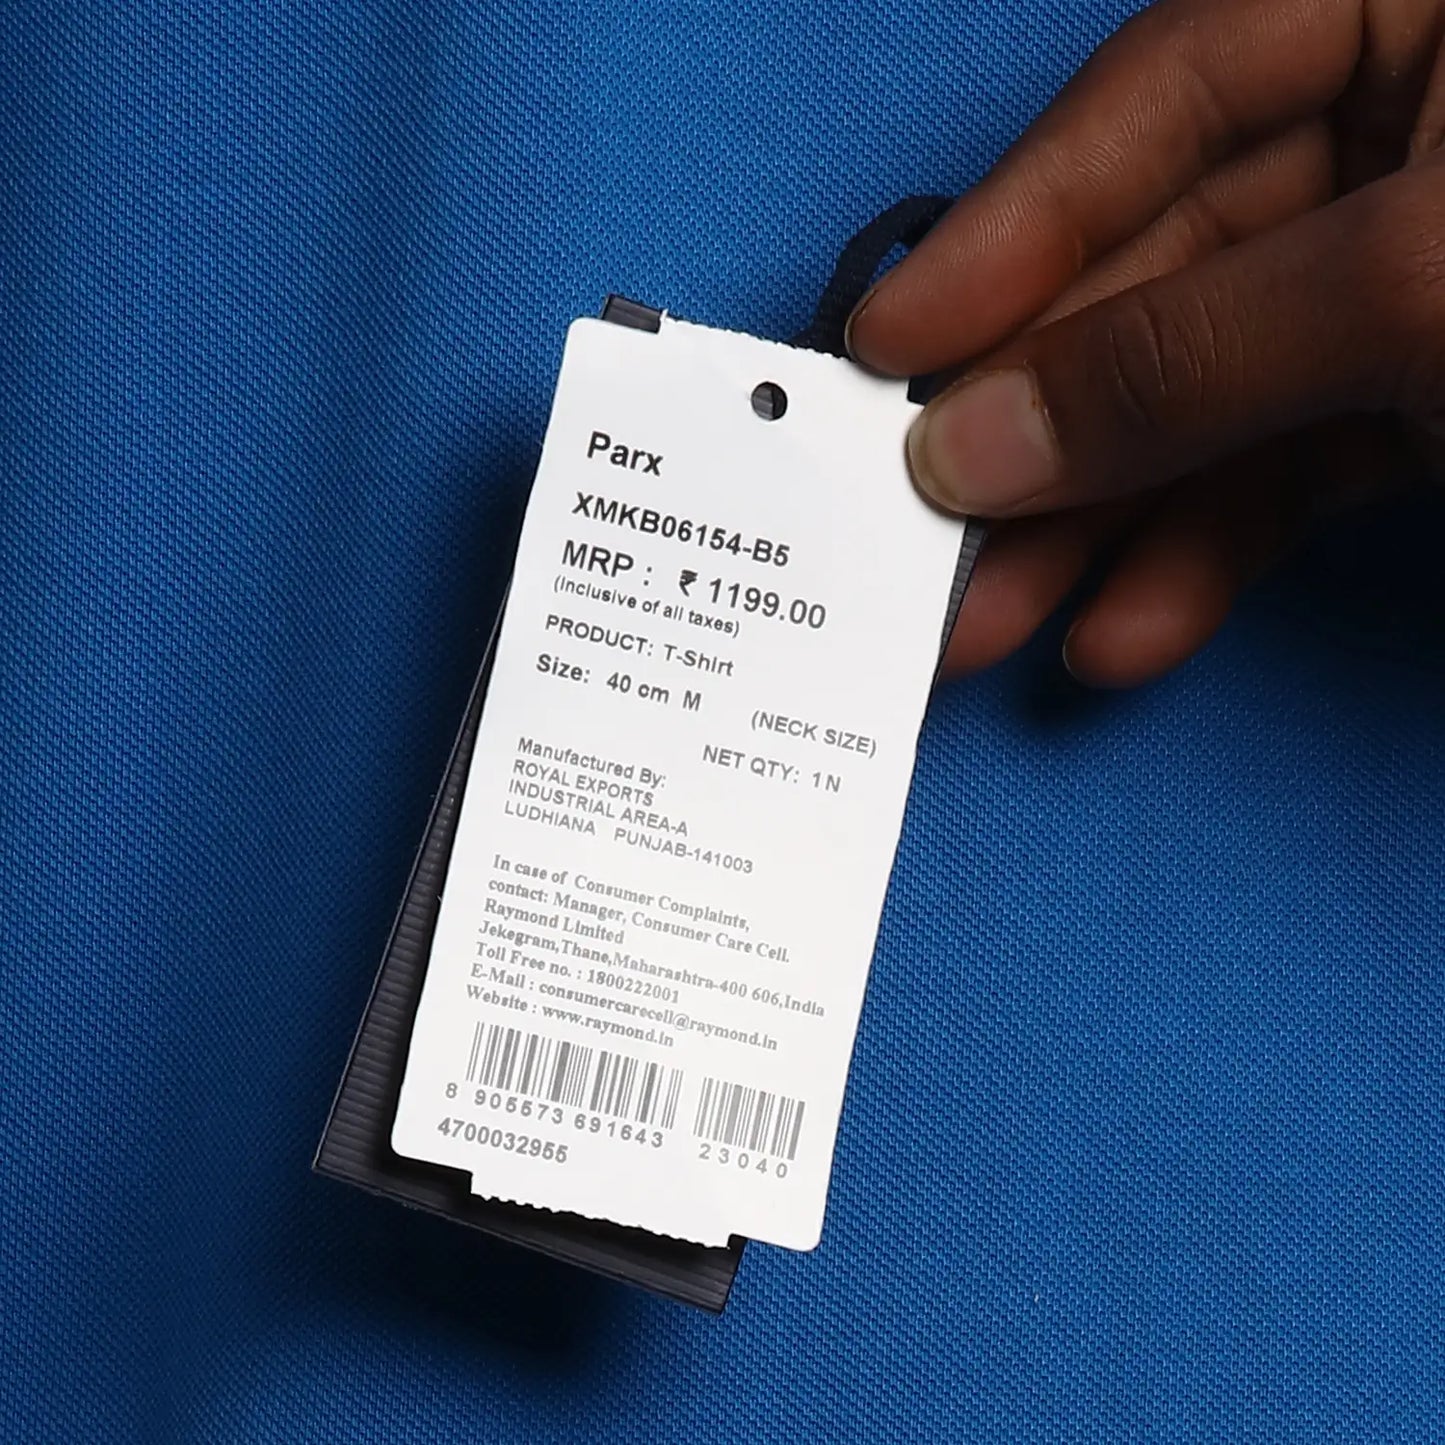 Parx
XMKB06154-B5
MRP : ₹ 1199.00
(Inclusive of all taxes)
PRODUCT: T-Shirt
Size: 40 cm M
(NECK SIZE)
NET QTY: 1 N
Manufactured By:
ROYAL EXPORTS
INDUSTRIAL AREA-A
LUDHIANA PUNJAB-141003
In case of Consumer Complaints,
contact: Manager, Consumer Care Cell.
Raymond Limited
Jekegram,Thane,Maharashtra-400 606,India
Toll Free no. : 1800222001
E-Mail : consumercarecell@raymond.in
Website : www.raymond.in
8 905573 691643 23040
4700032955